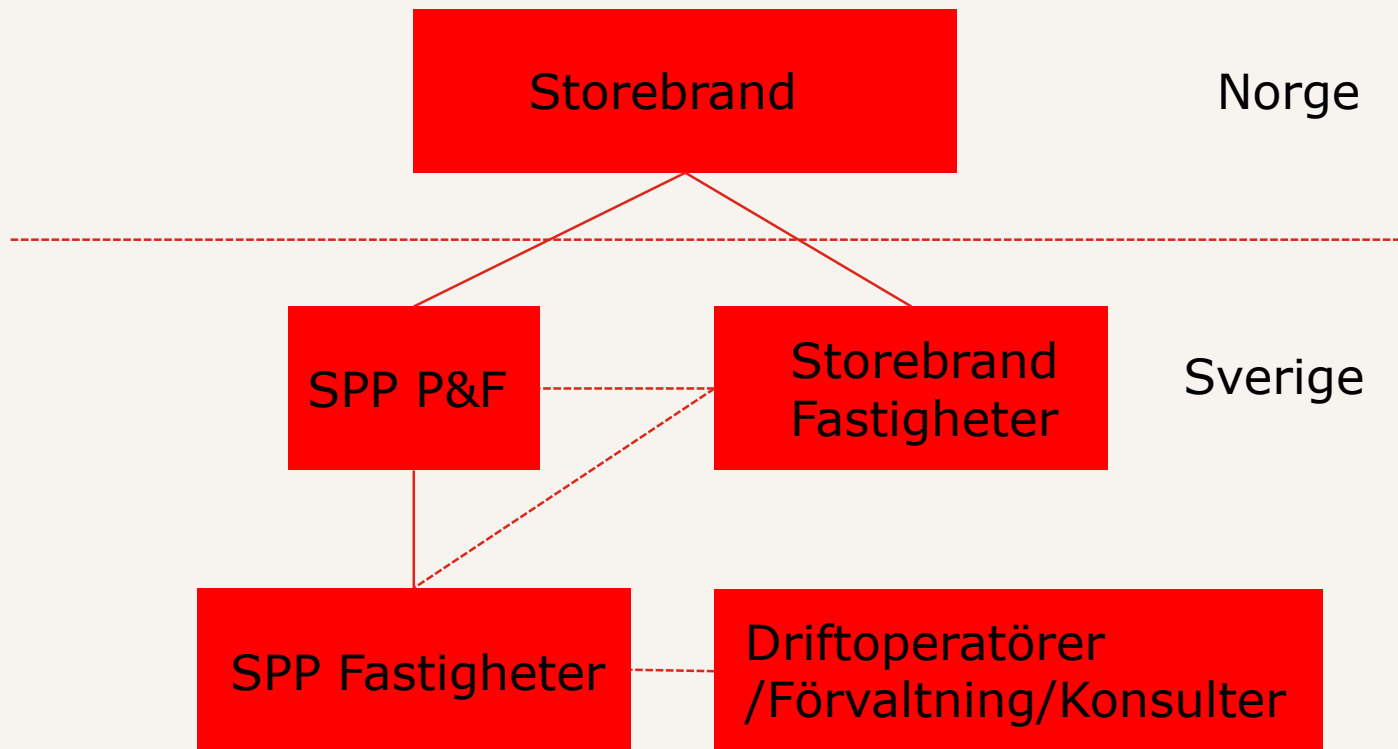 Storebrand
Norge
SPP P&F
Storebrand
Fastigheter
Sverige
SPP Fastigheter
Driftoperatörer
/Förvaltning/Konsulter